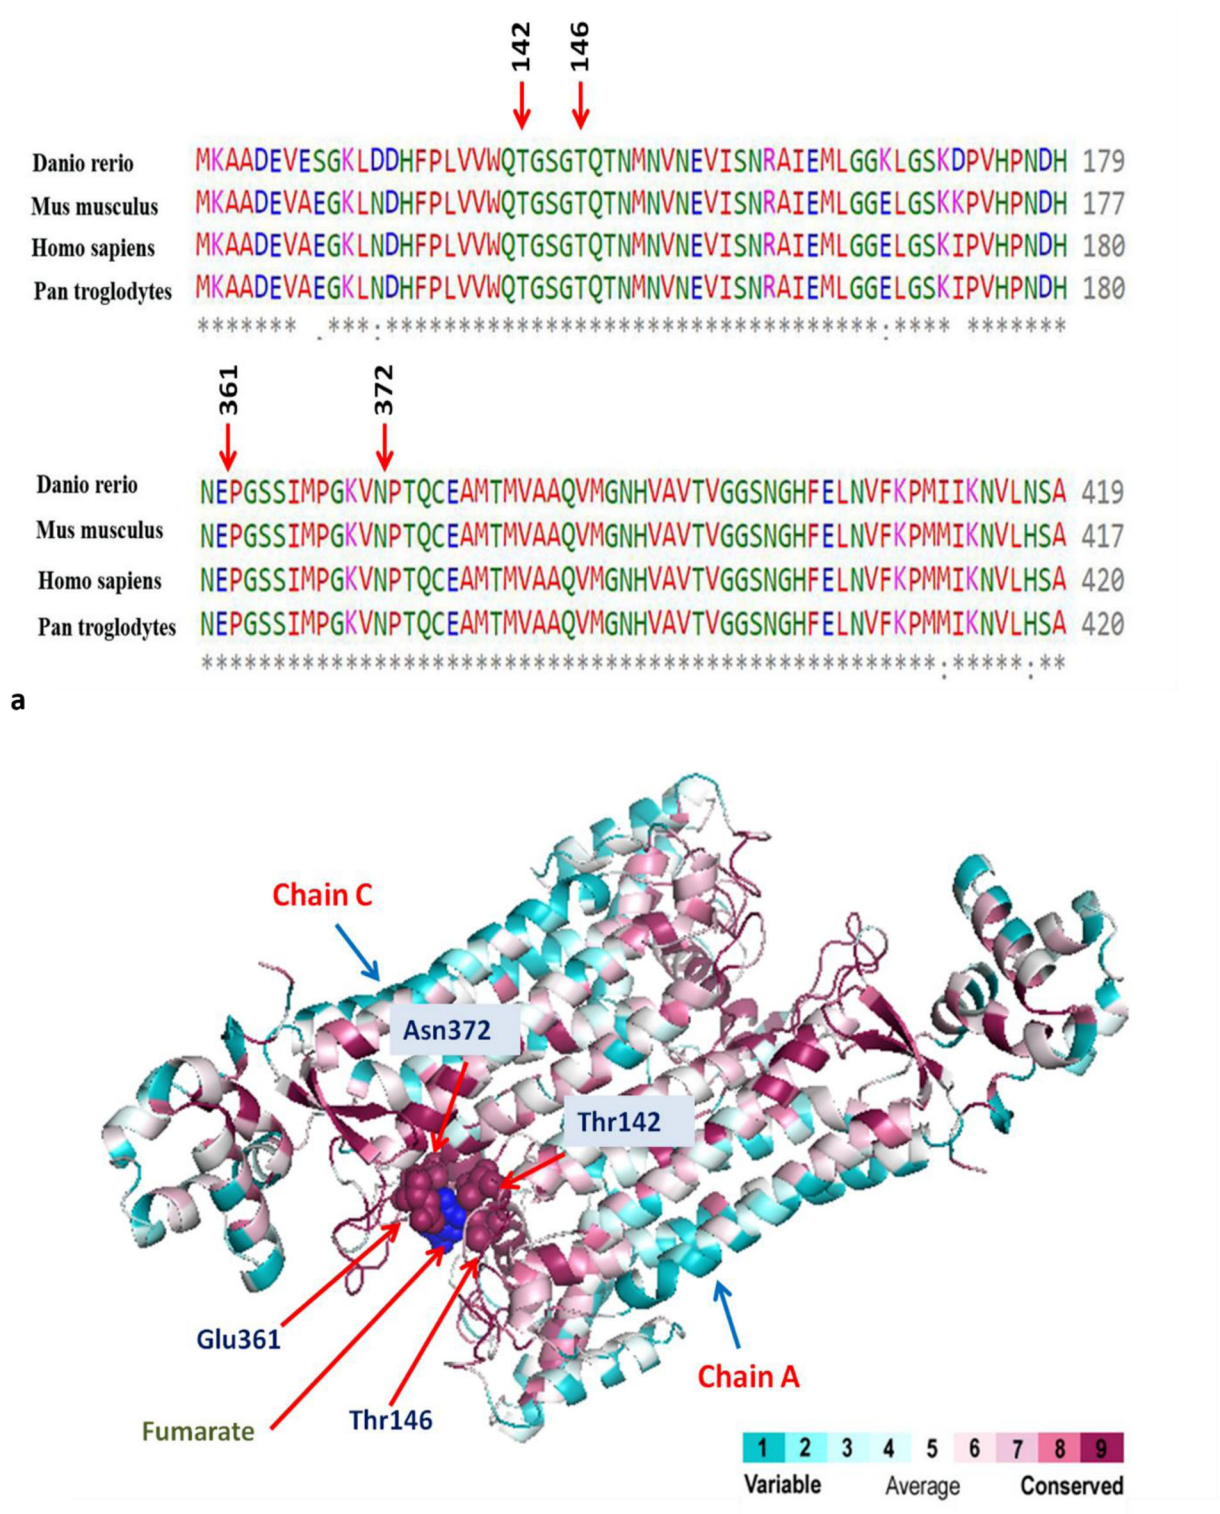 142
146
Danio rerio MKAADEVESGKLDDHFPLVVWQTGSGTQTNMNVNEVISNRAIEMLGGKLGSKDPVHPNDH 179
Mus musculus MKAADEVAEGKLNDHFPLVVWQTGSGTQTNMNVNEVISNRAIEMLGGELGSKKPVHPNDH 177
Homo sapiens MKAADEVAEGKLNDHFPLVVWQTGSGTQTNMNVNEVISNRAIEMLGGELGSKIPVHPNDH 180
Pan troglodytes MKAADEVAEGKLNDHFPLVVWQTGSGTQTNMNVNEVISNRAIEMLGGELGSKIPVHPNDH 180
******* .***:**********************************:**** *******
361
372
Danio rerio NEPGSSIMPGKVNPTQCEAMTMVAAQVMGNHVAVTVGGSNGHFELNVFKPMIIKNVLNSA 419
Mus musculus NEPGSSIMPGKVNPTQCEAMTMVAAQVMGNHVAVTVGGSNGHFELNVFKPMMIKNVLHSA 417
Homo sapiens NEPGSSIMPGKVNPTQCEAMTMVAAQVMGNHVAVTVGGSNGHFELNVFKPMMIKNVLHSA 420
Pan troglodytes NEPGSSIMPGKVNPTQCEAMTMVAAQVMGNHVAVTVGGSNGHFELNVFKPMMIKNVLHSA 420
***************************************************:*****:**
a
Chain C
Asn372
Thr142
Glu361
Fumarate
Thr146
Chain A
1 2 3 4 5 6 7 8 9
Variable Average Conserved